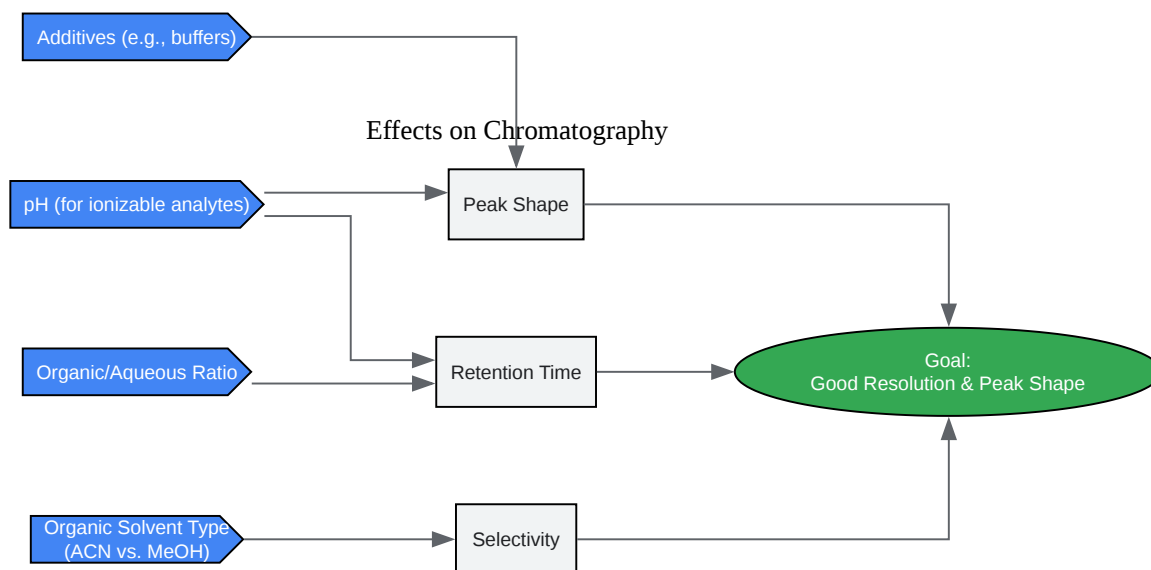 Additives (e.g., buffers)
Effects on Chromatography
pH (for ionizable analytes)
Peak Shape
Organic/Aqueous Ratio
Retention Time
Goal:
Good Resolution & Peak Shape
Organic Solvent Type
(ACN vs. MeOH)
Selectivity